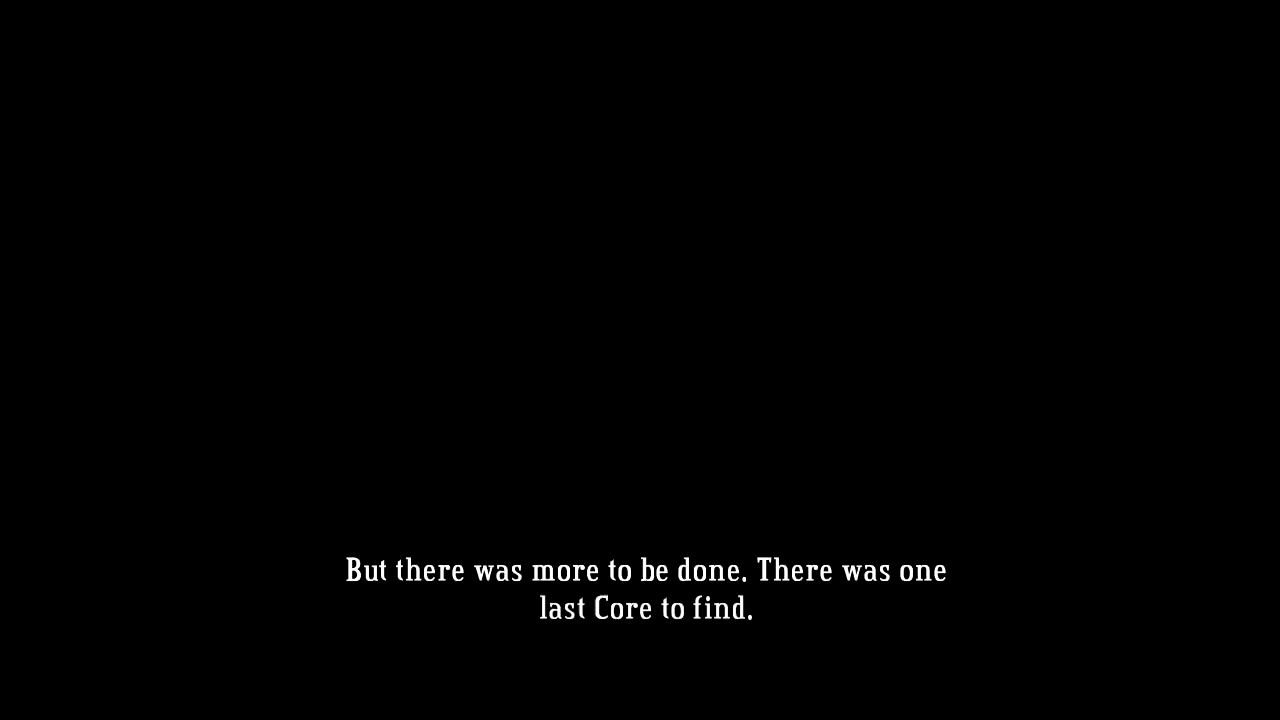 But there was more to be done. There was one
last Core to find.